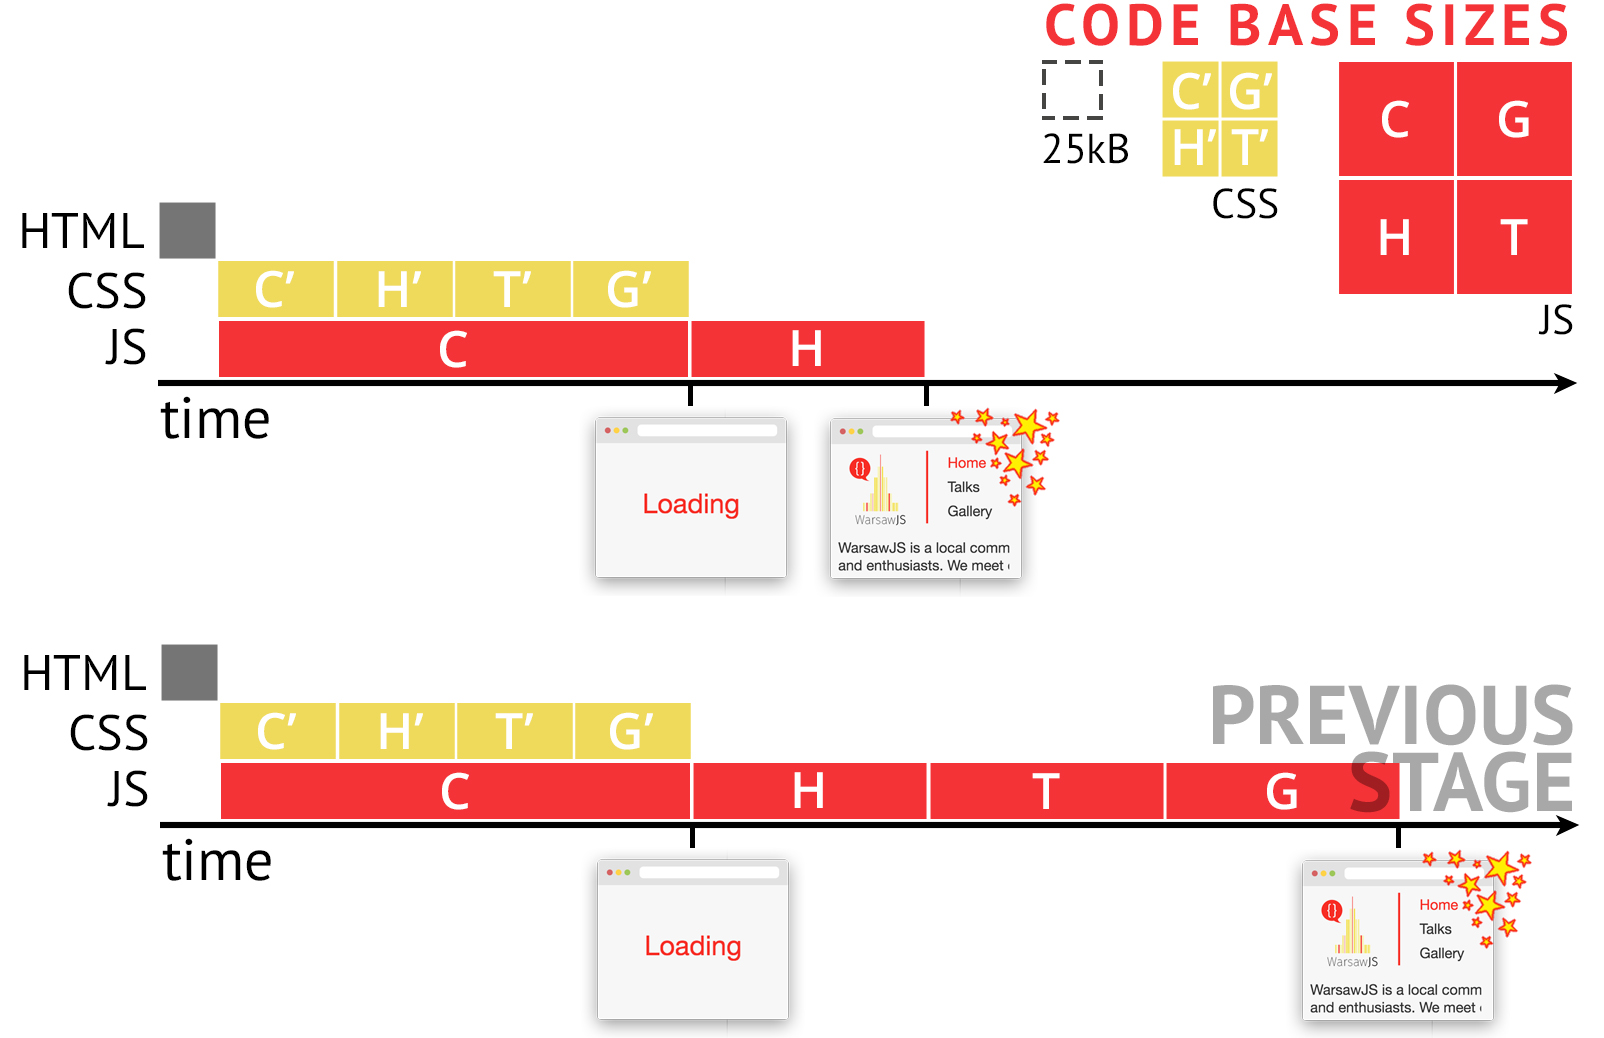 CODE BASE SIZES
25kB
C′ G′
H′ T′
CSS
C G
H T
JS
HTML
CSS C′ H′ T′ G′
JS C H
time
Loading
{}
WarsawJS
Home
Talks
Gallery
WarsawJS is a local comm
and enthusiasts. We meet
HTML
PREVIOUS
STAGE
CSS C′ H′ T′ G′
JS C H T G
time
Loading
{}
WarsawJS
Home
Talks
Gallery
WarsawJS is a local comm
and enthusiasts. We meet